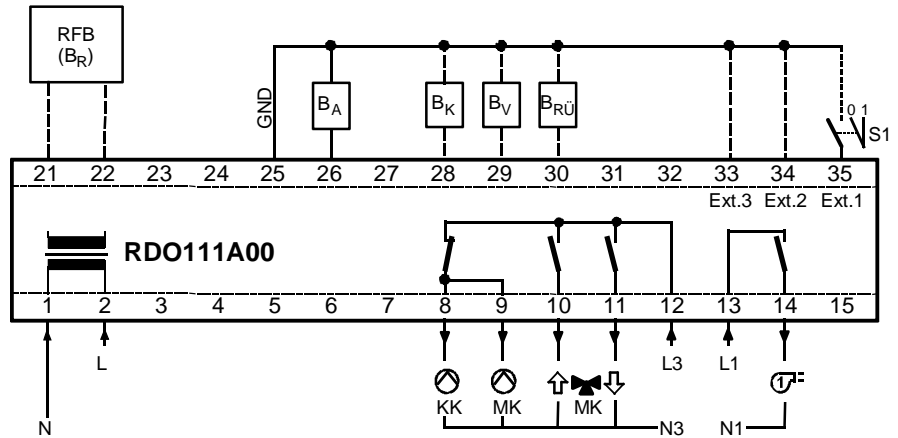 RFB
(BR)
GND
BA
BK
BV
BRÜ
0 1
S1
21 22 23 24 25 26 27 28 29 30 31 32 33 34 35
Ext.3 Ext.2 Ext.1
RDO111A00
1 2 3 4 5 6 7 8 9 10 11 12 13 14 15
L L3 L1
1
KK MK MK
N N3 N1